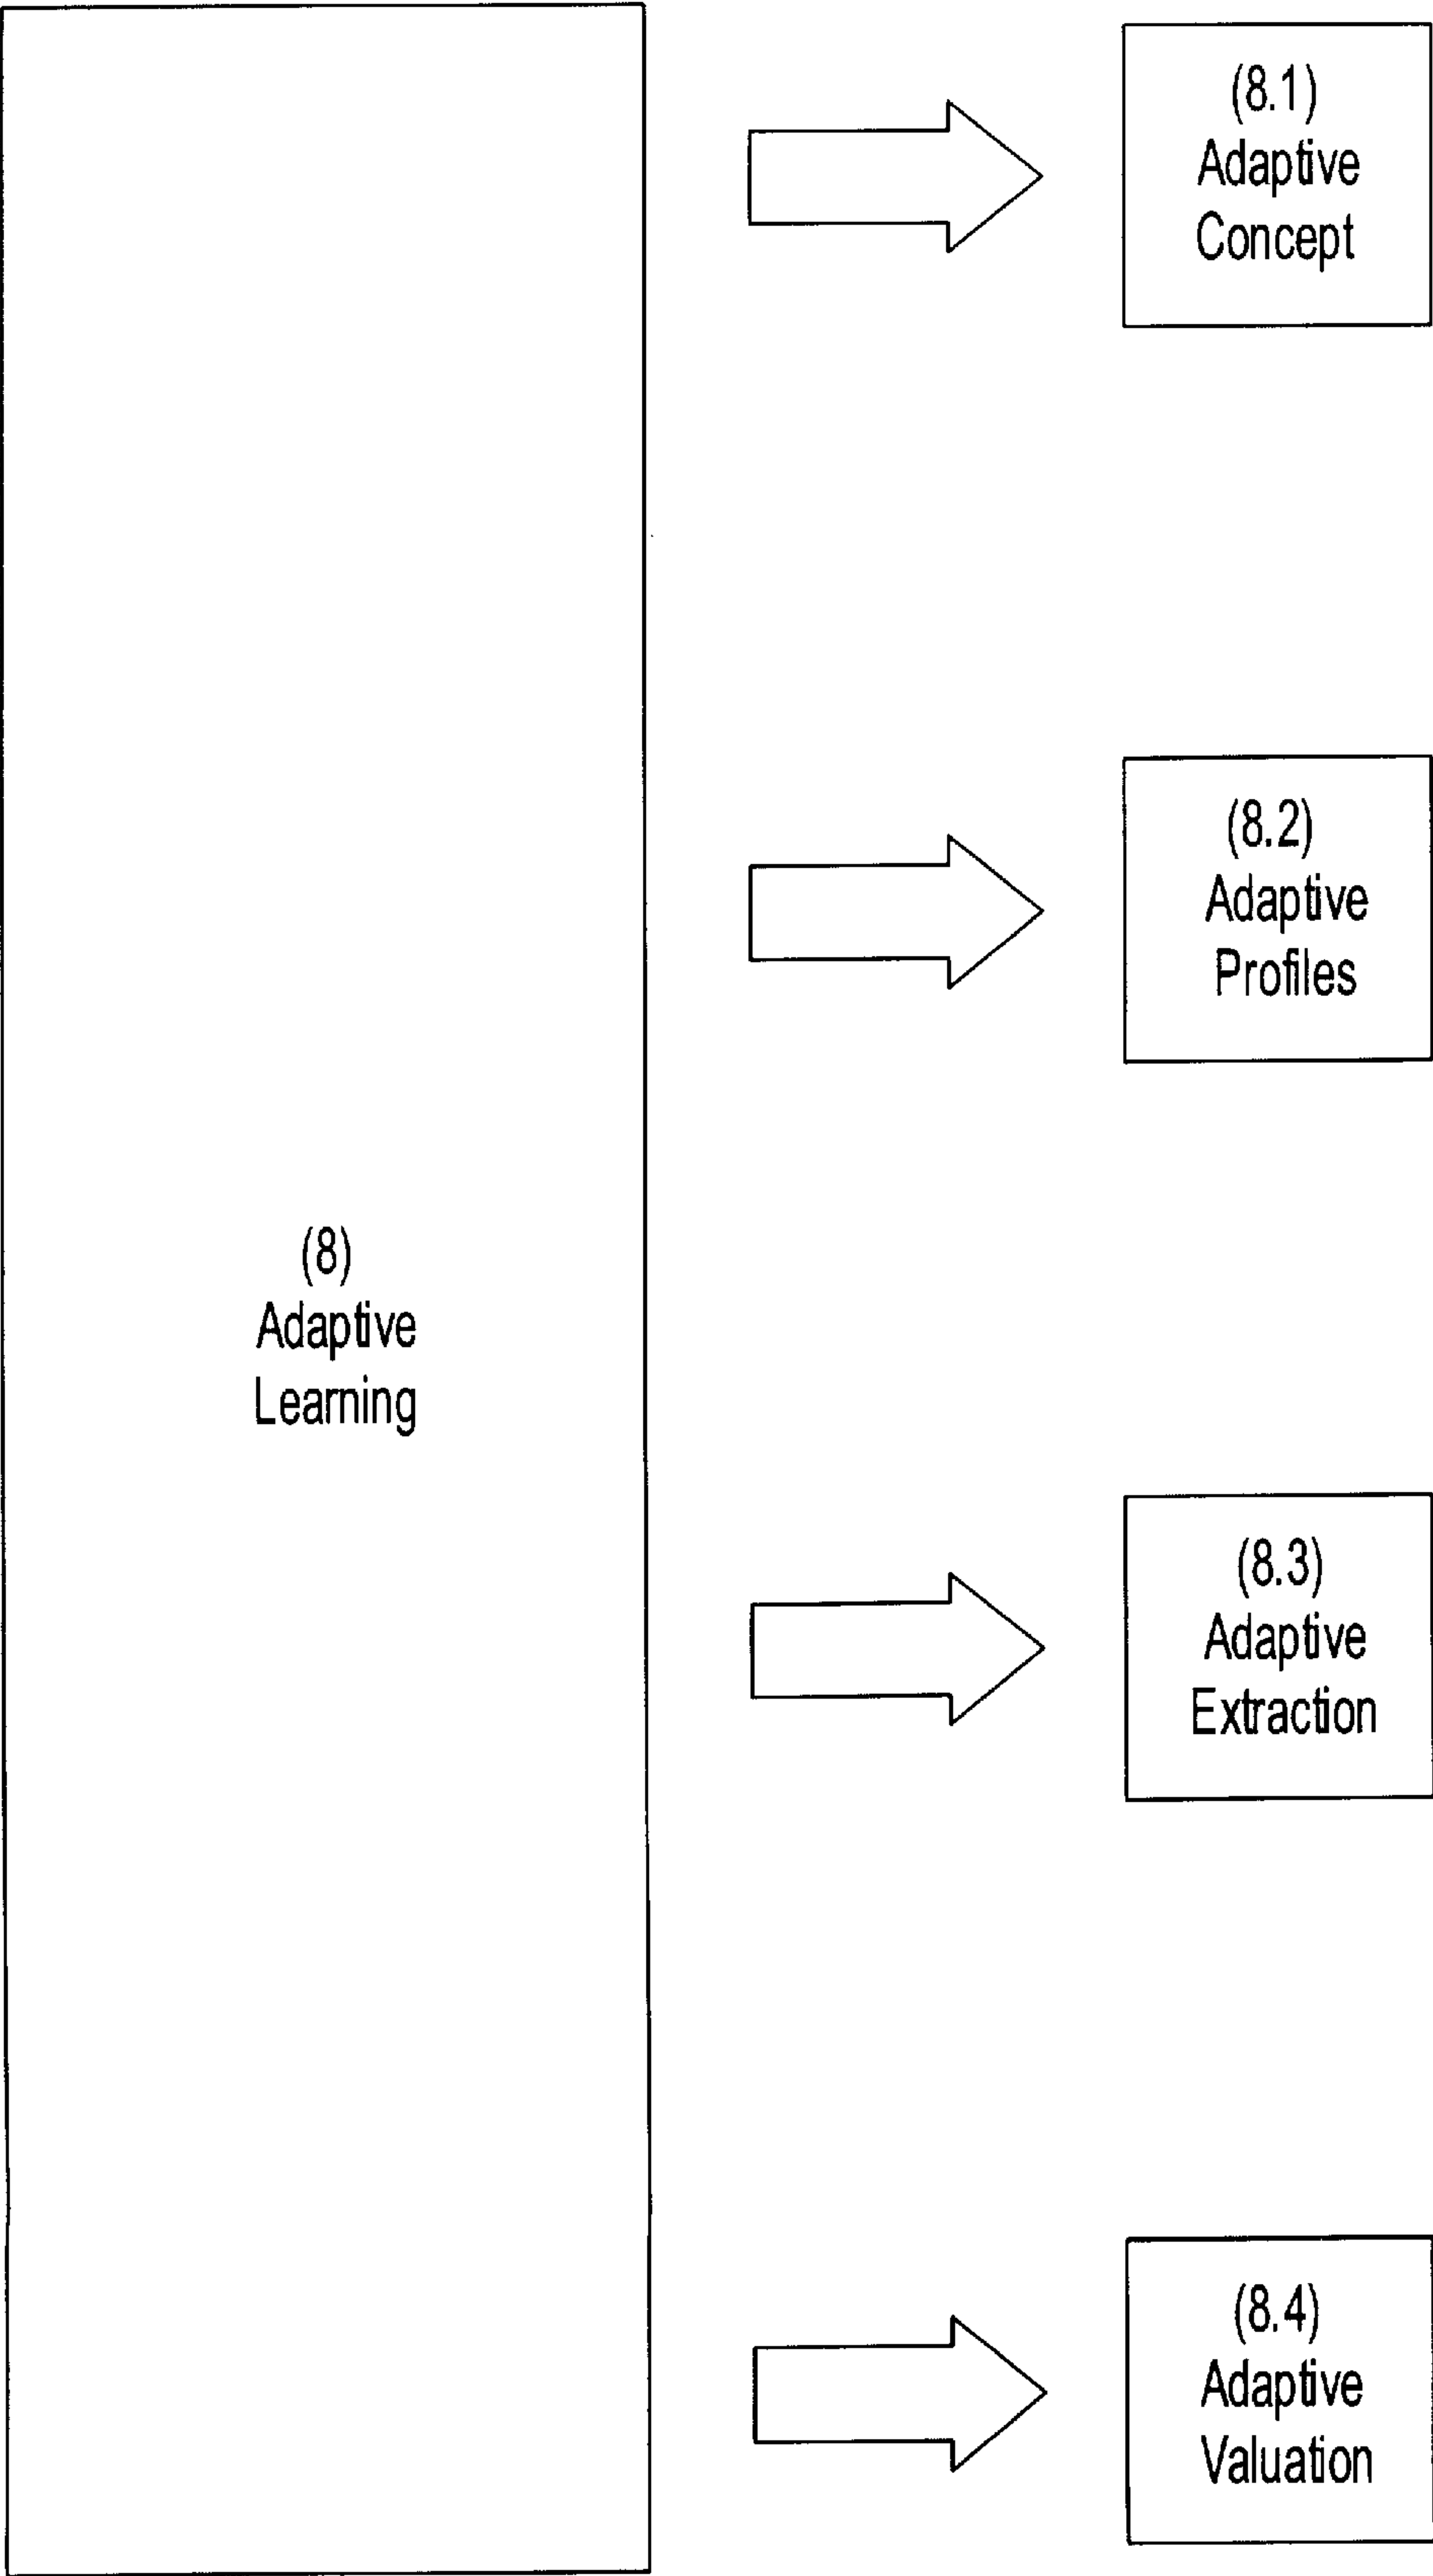 (8)
Adaptive
Learning
(8.1)
Adaptive
Concept
(8.2)
Adaptive
Profiles
(8.3)
Adaptive
Extraction
(8.4)
Adaptive
Valuation